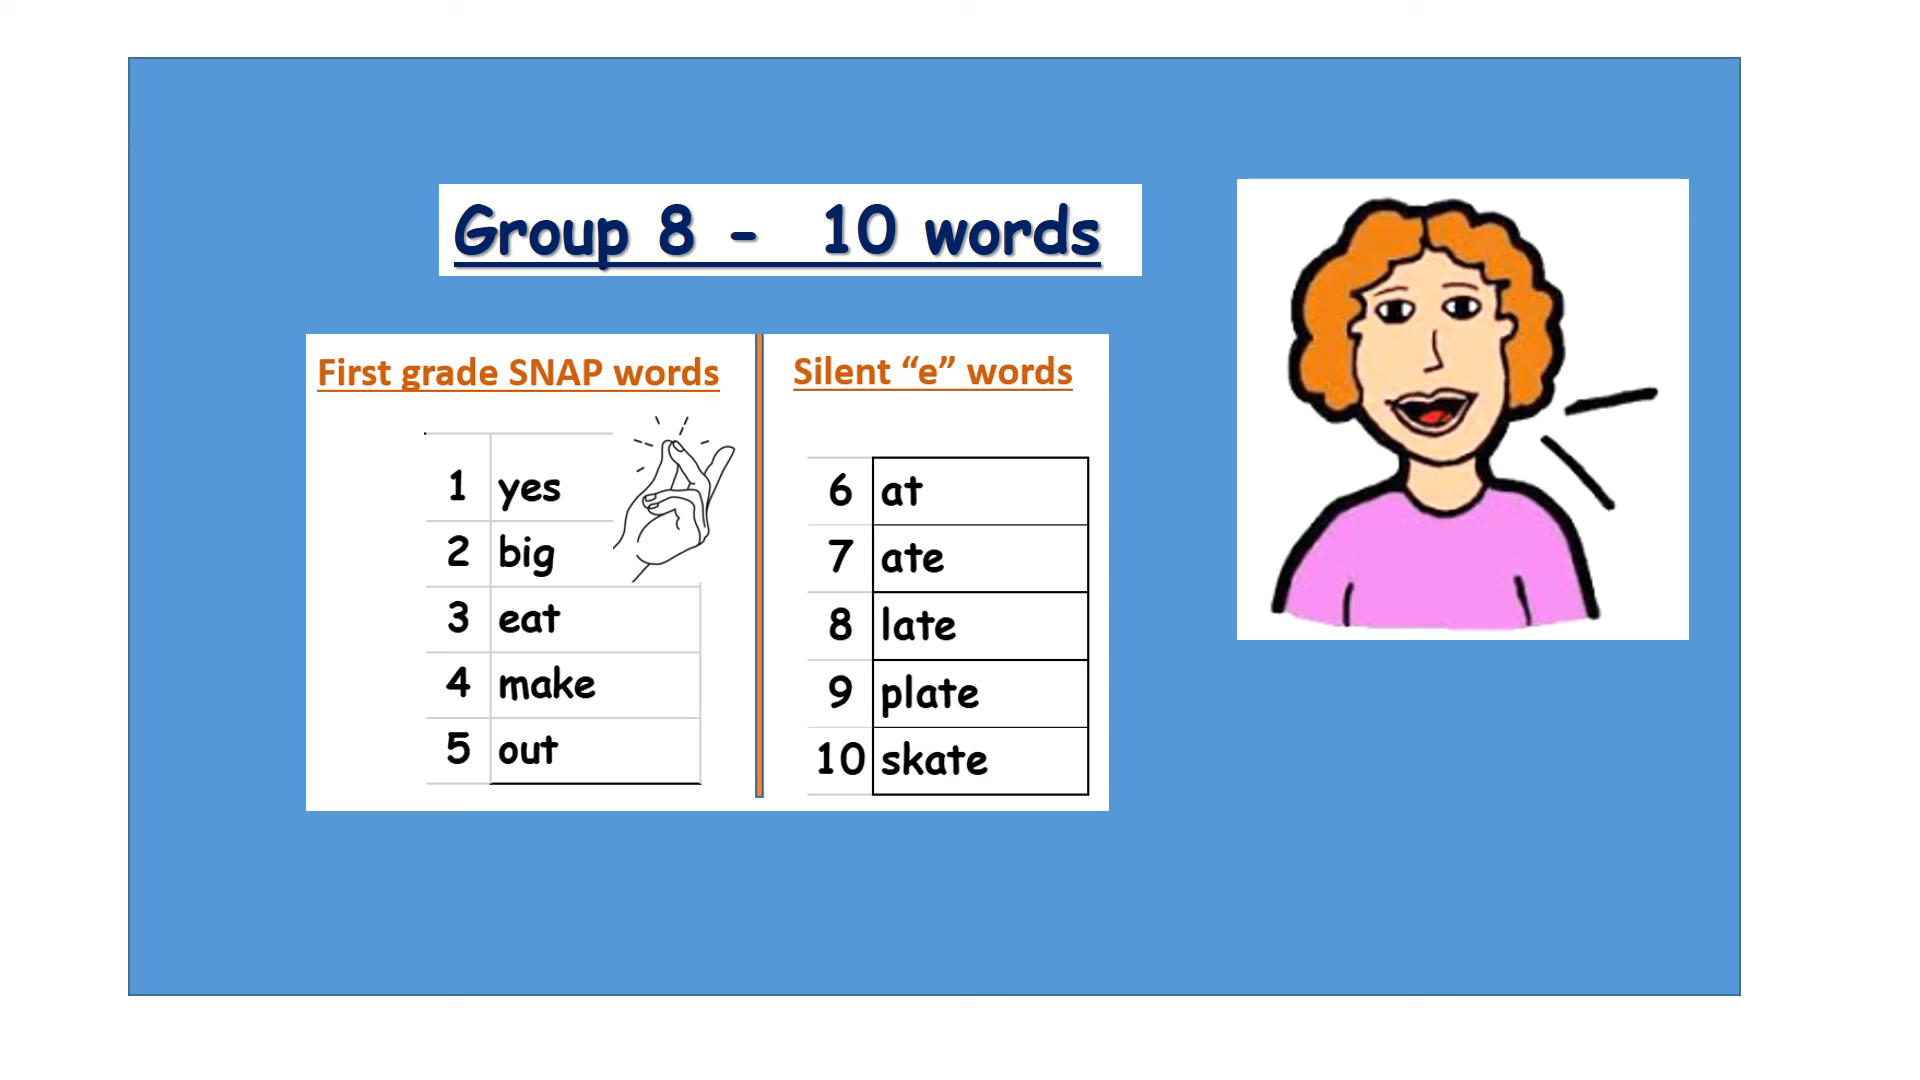 Group 8 - 10 words
First grade SNAP words
1 yes
2 big
3 eat
4 make
5 out
Silent “e” words
6 at
7 ate
8 late
9 plate
10 skate